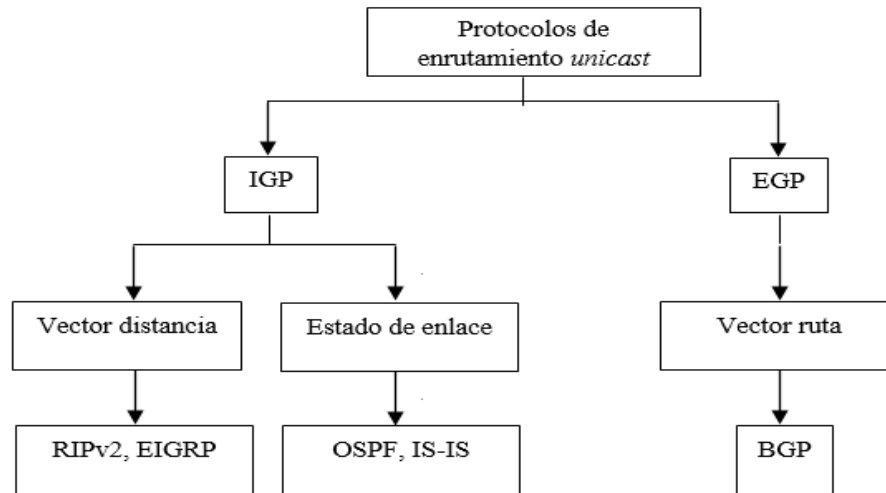 Protocolos de
enrutamiento unicast
IGP
EGP
Vector distancia
Estado de enlace
Vector ruta
RIPv2, EIGRP
OSPF, IS-IS
BGP